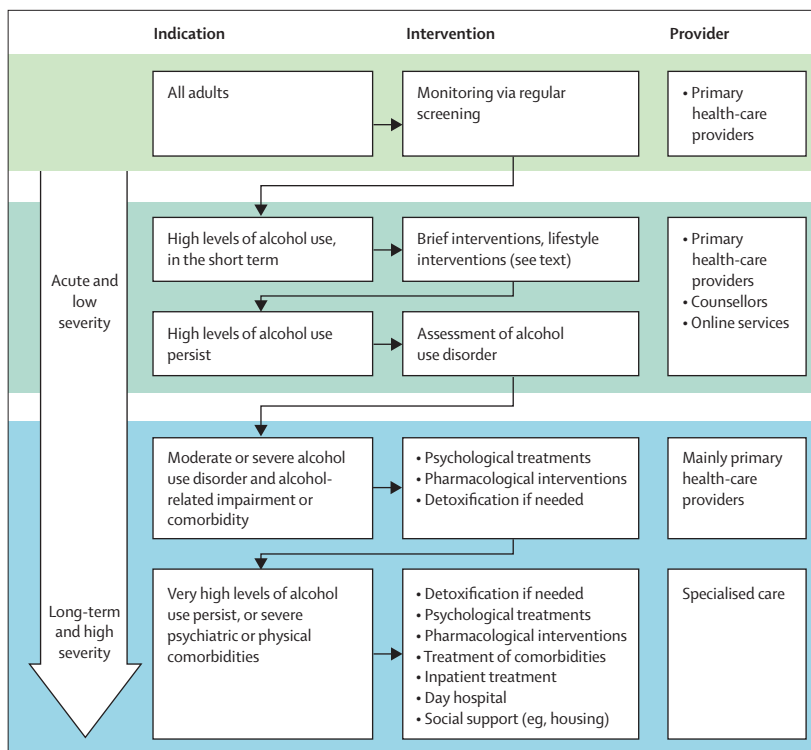 Indication
Intervention
Provider
All adults
Monitoring via regular
screening
• Primary
health-care
providers
Acute and
low
severity
High levels of alcohol use,
in the short term
Brief interventions, lifestyle
interventions (see text)
• Primary
health-care
providers
• Counsellors
• Online services
High levels of alcohol use
persist
Assessment of alcohol
use disorder
Moderate or severe alcohol
use disorder and alcohol-
related impairment or
comorbidity
• Psychological treatments
• Pharmacological interventions
• Detoxification if needed
Mainly primary
health-care
providers
Long-term
and high
severity
Very high levels of alcohol
use persist, or severe
psychiatric or physical
comorbidities
• Detoxification if needed
• Psychological treatments
• Pharmacological interventions
• Treatment of comorbidities
• Inpatient treatment
• Day hospital
• Social support (eg, housing)
Specialised care